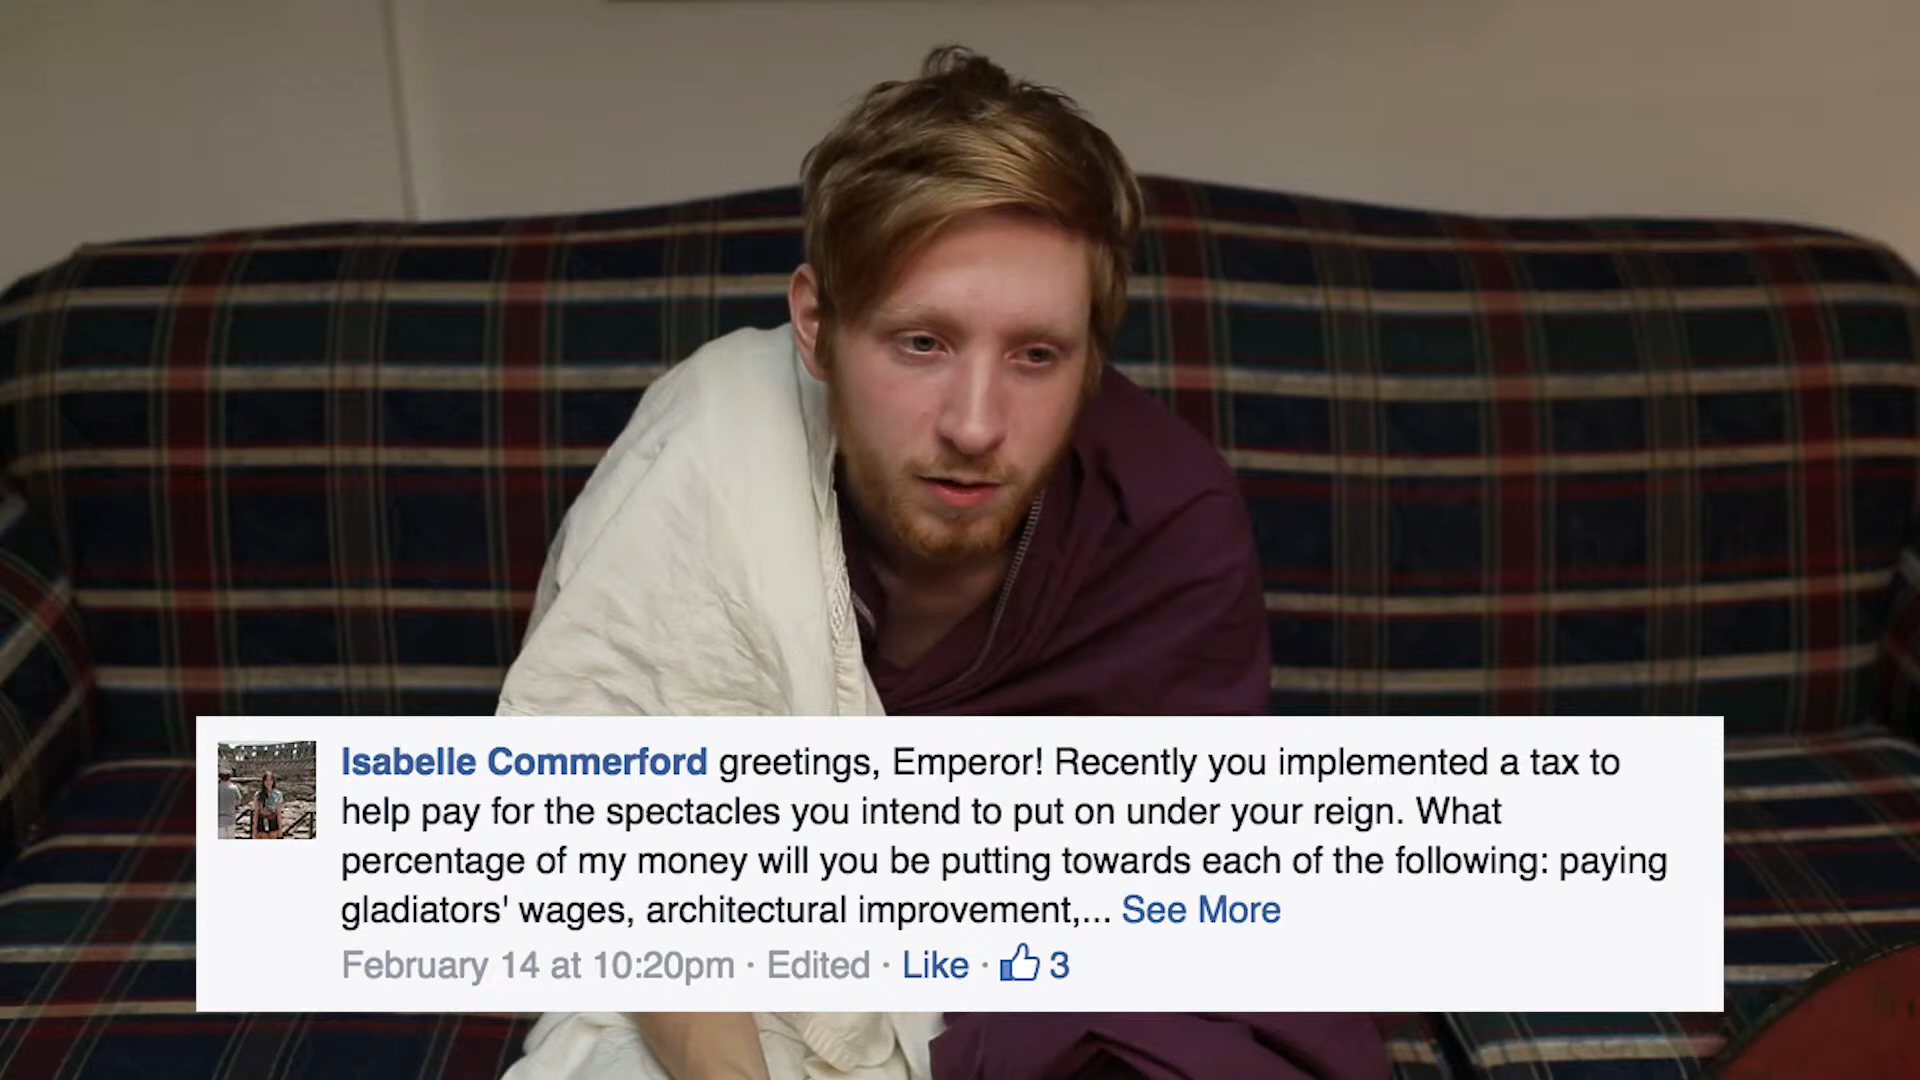 Isabelle Commerford greetings, Emperor! Recently you implemented a tax to
help pay for the spectacles you intend to put on under your reign. What
percentage of my money will you be putting towards each of the following: paying
gladiators' wages, architectural improvement,... See More
February 14 at 10:20pm · Edited · Like · 3